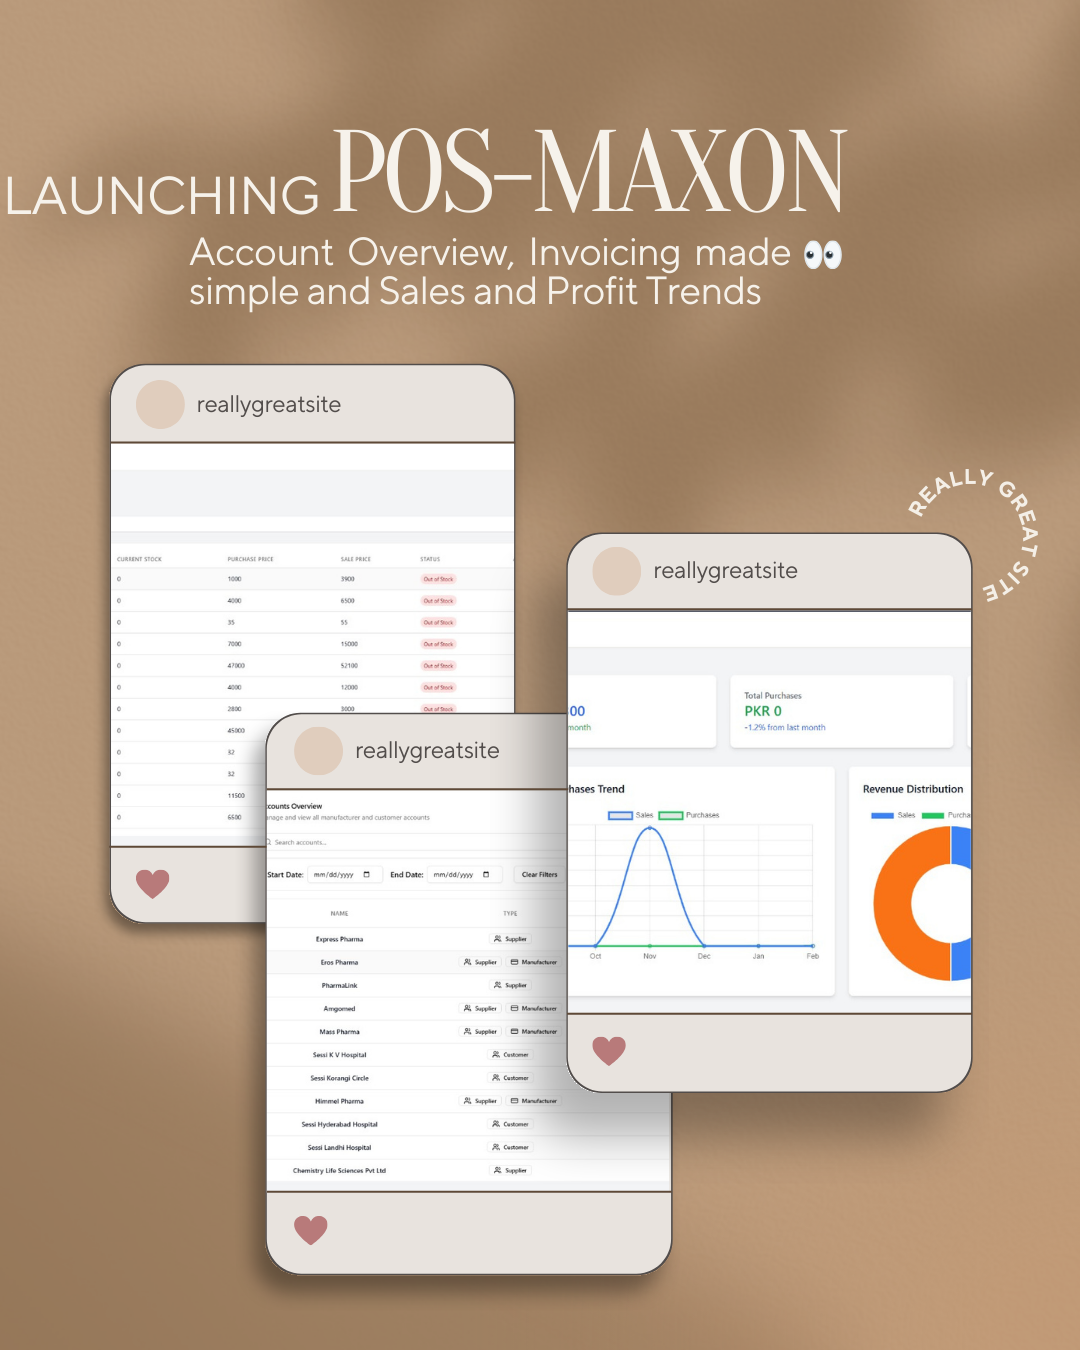 LAUNCHING POS–MAXON
Account Overview, Invoicing made 👀
simple and Sales and Profit Trends
reallygreatsite
CURRENT STOCK PURCHASE PRICE SALE PRICE STATUS
0 1000 3900 Out of Stock
0 4000 6500 Out of Stock
0 35 55 Out of Stock
0 7000 15000 Out of Stock
0 47000 52100 Out of Stock
0 4000 12000 Out of Stock
0 2800 3000 Out of Stock
0 45000
0 32
0 32
0 11500
0 6500
REALLY GREAT SITE
reallygreatsite
00
month
Total Purchases
PKR 0
-1.2% from last month
hases Trend
Sales Purchases
Oct Nov Dec Jan Feb
Revenue Distribution
Sales Purcha
reallygreatsite
counts Overview
nage and view all manufacturer and customer accounts
Search accounts...
Start Date: mm/dd/yyyy End Date: mm/dd/yyyy Clear Filters
NAME TYPE
Express Pharma Supplier
Eros Pharma Supplier Manufacturer
PharmaLink Supplier
Amgomed Supplier Manufacturer
Mass Pharma Supplier Manufacturer
Sessi K V Hospital Customer
Sessi Korangi Circle Customer
Himmel Pharma Supplier Manufacturer
Sessi Hyderabad Hospital Customer
Sessi Landhi Hospital Customer
Chemistry Life Sciences Pvt Ltd Supplier